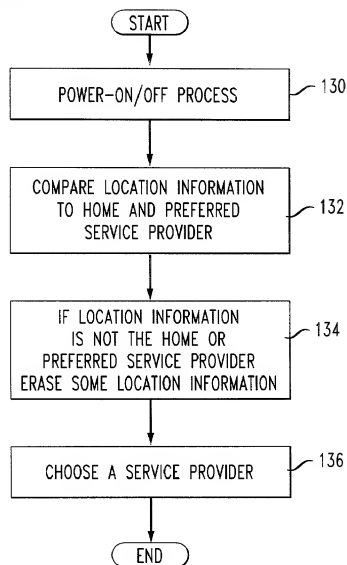 START
POWER-ON/OFF PROCESS
130
COMPARE LOCATION INFORMATION
TO HOME AND PREFERRED
SERVICE PROVIDER
132
IF LOCATION INFORMATION
IS NOT THE HOME OR
PREFERRED SERVICE PROVIDER
ERASE SOME LOCATION INFORMATION
134
CHOOSE A SERVICE PROVIDER
136
END